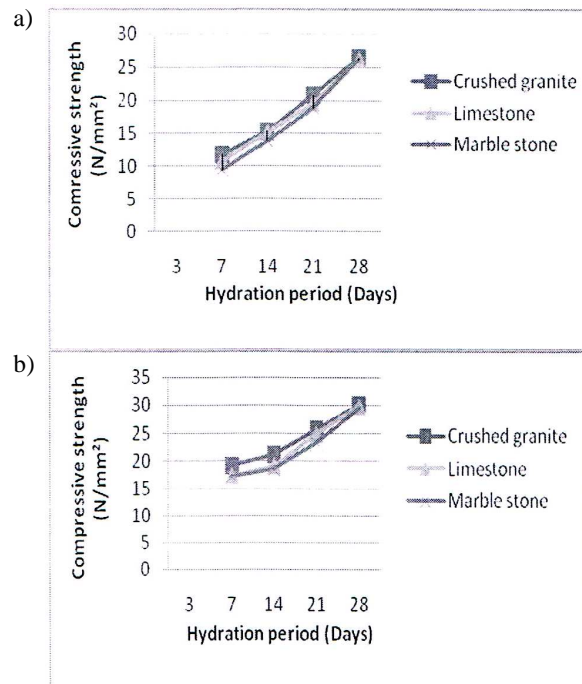 a)
30
25
20
15
10
5
0
Comressive strength
(N/mm²)
3 7 14 21 28
Hydration period (Days)
Crushed granite
Limestone
Marble stone
b)
35
30
25
20
15
10
5
0
Compressive strength
(N/mm²)
3 7 14 21 28
Hydration period (Days)
Crushed granite
Limestone
Marble stone